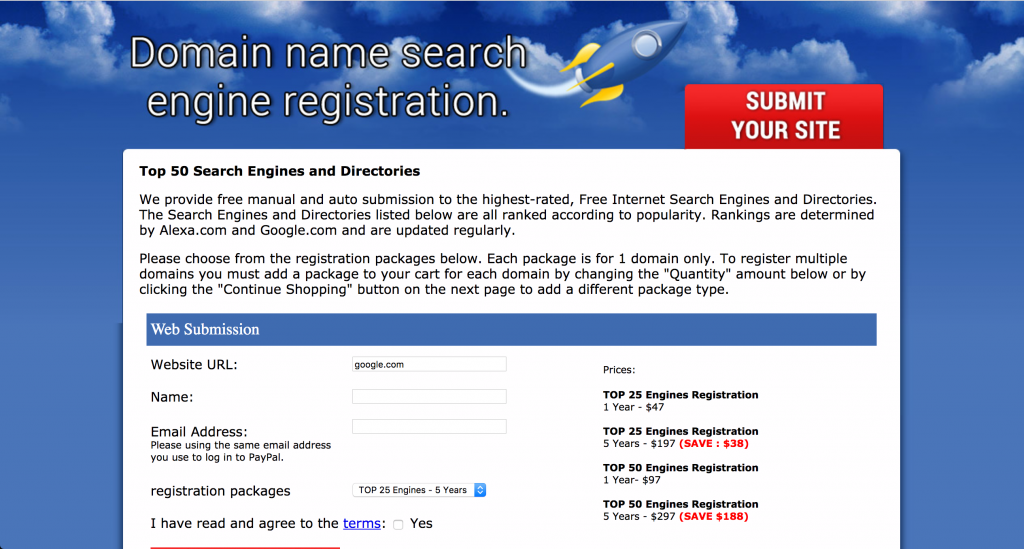 Domain name search
engine registration.
SUBMIT
YOUR SITE
Top 50 Search Engines and Directories
We provide free manual and auto submission to the highest-rated, Free Internet Search Engines and Directories.
The Search Engines and Directories listed below are all ranked according to popularity. Rankings are determined
by Alexa.com and Google.com and are updated regularly.
Please choose from the registration packages below. Each package is for 1 domain only. To register multiple
domains you must add a package to your cart for each domain by changing the "Quantity" amount below or by
clicking the "Continue Shopping" button on the next page to add a different package type.
Web Submission
Website URL:
google.com
Name:
Email Address:
Please using the same email address
you use to log in to PayPal.
registration packages
TOP 25 Engines - 5 Years
I have read and agree to the terms: Yes
Prices:
TOP 25 Engines Registration
1 Year - $47
TOP 25 Engines Registration
5 Years - $197 (SAVE : $38)
TOP 50 Engines Registration
1 Year- $97
TOP 50 Engines Registration
5 Years - $297 (SAVE $188)